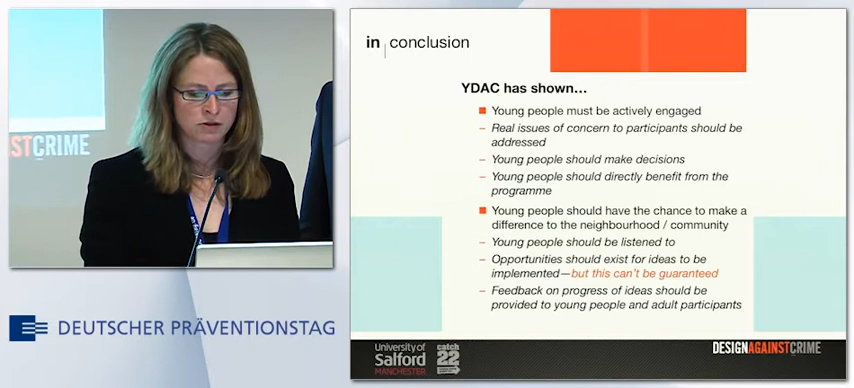 STCRIME
DEUTSCHER PRÄVENTIONSTAG
in conclusion
YDAC has shown…
Young people must be actively engaged
– Real issues of concern to participants should be
addressed
– Young people should make decisions
– Young people should directly benefit from the
programme
Young people should have the chance to make a
difference to the neighbourhood / community
– Young people should be listened to
– Opportunities should exist for ideas to be
implemented—but this can't be guaranteed
– Feedback on progress of ideas should be
provided to young people and adult participants
University of
Salford
MANCHESTER
catch
22
DESIGNAGAINSTCRIME